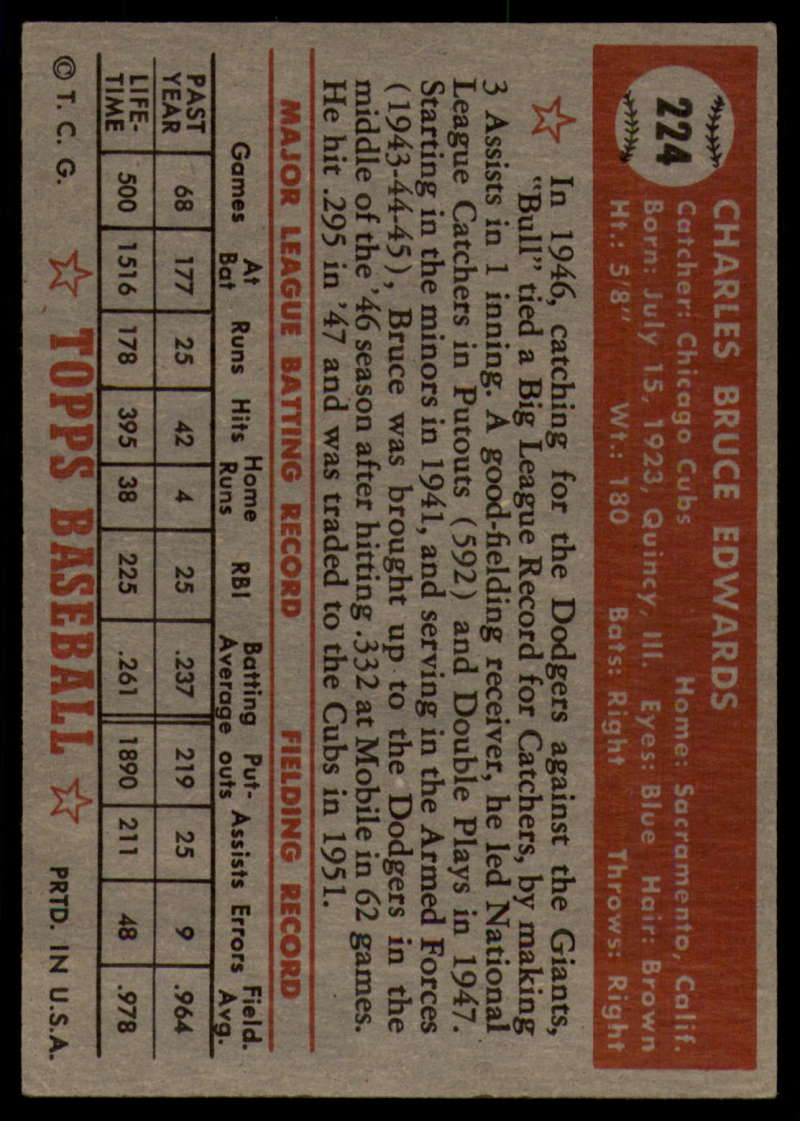 224
CHARLES BRUCE EDWARDS
Catcher: Chicago Cubs Home: Sacramento, Calif.
Born: July 15, 1923, Quincy, Ill. Eyes: Blue Hair: Brown
Ht.: 5'8" Wt.: 180 Bats: Right Throws: Right
In 1946, catching for the Dodgers against the Giants,
"Bull" tied a Big League Record for Catchers, by making
3 Assists in 1 inning. A good-fielding receiver, he led National
League Catchers in Putouts (592) and Double Plays in 1947.
Starting in the minors in 1941, and serving in the Armed Forces
(1943-44-45), Bruce was brought up to the Dodgers in the
middle of the '46 season after hitting .332 at Mobile in 62 games.
He hit .295 in '47 and was traded to the Cubs in 1951.
MAJOR LEAGUE BATTING RECORD FIELDING RECORD
Games At Bat Runs Hits Home Runs RBI Batting Average Put-outs Assists Errors Field. Avg.
PAST YEAR 68 177 25 42 4 25 .237 219 25 9 .964
LIFE-TIME 500 1516 178 395 38 225 .261 1890 211 48 .978
© T. C. G. TOPPS BASEBALL PRTD. IN U.S.A.